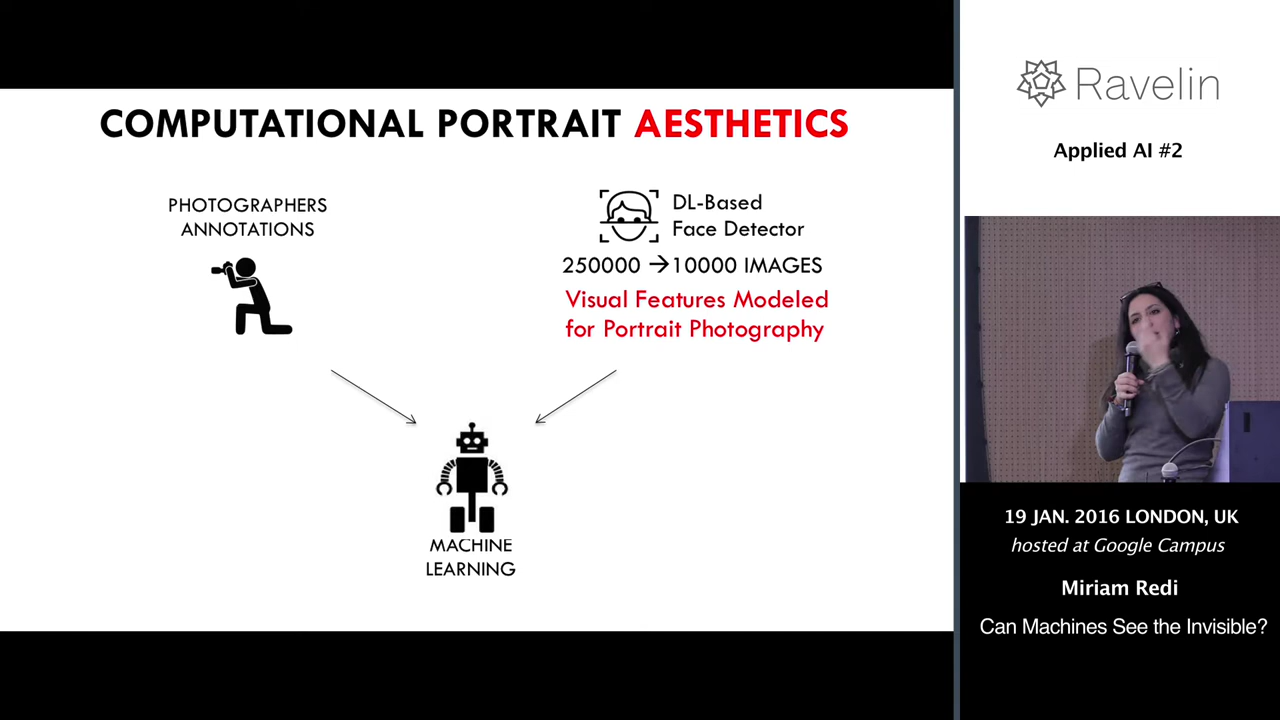 COMPUTATIONAL PORTRAIT AESTHETICS
PHOTOGRAPHERS
ANNOTATIONS
DL-Based
Face Detector
250000 →10000 IMAGES
Visual Features Modeled
for Portrait Photography
MACHINE
LEARNING
Ravelin
Applied AI #2
19 JAN. 2016 LONDON, UK
hosted at Google Campus
Miriam Redi
Can Machines See the Invisible?